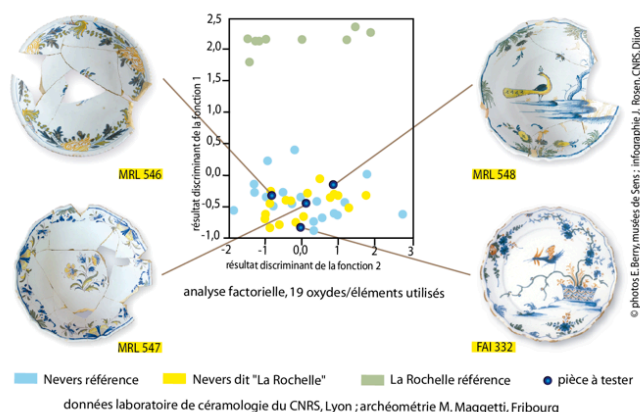 MRL 546
MRL 547
résultat discriminant de la fonction 1
2,5
2,0
1,5
1,0
0,5
0,0
-0,5
-1,0
-2
-1
0,0
1
2
3
résultat discriminant de la fonction 2
analyse factorielle, 19 oxydes/éléments utilisés
MRL 548
FAI 332
© photos E.Berry, musées de Sens ; infographie J. Rosen, CNRS, Dijon
Nevers référence
Nevers dit "La Rochelle"
La Rochelle référence
pièce à tester
données laboratoire de céramologie du CNRS, Lyon ; archéométrie M. Maggetti, Fribourg